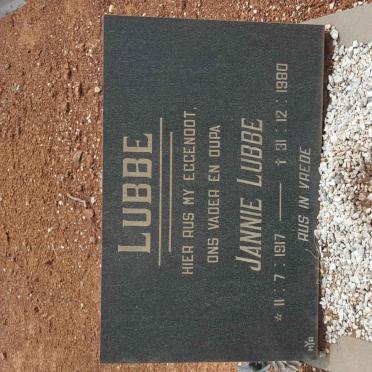 LUBBE
HIER RUS MY EGGENOOT,
ONS VADER EN OUPA
JANNIE LUBBE
* 11 : 7 : 1917 — † 31 : 12 : 1980
RUS IN VREDE